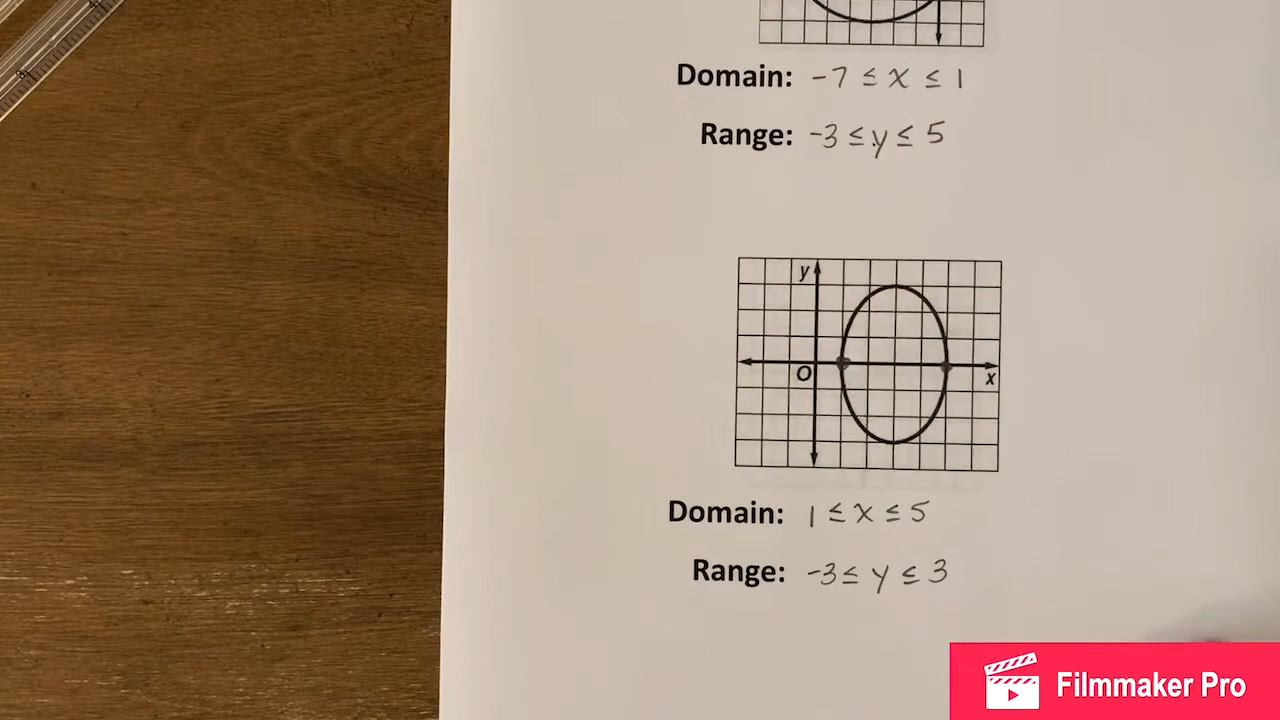 Domain: -7 ≤ x ≤ 1
Range: -3 ≤ y ≤ 5
y
O
x
Domain: 1 ≤ x ≤ 5
Range: -3 ≤ y ≤ 3
Filmmaker Pro